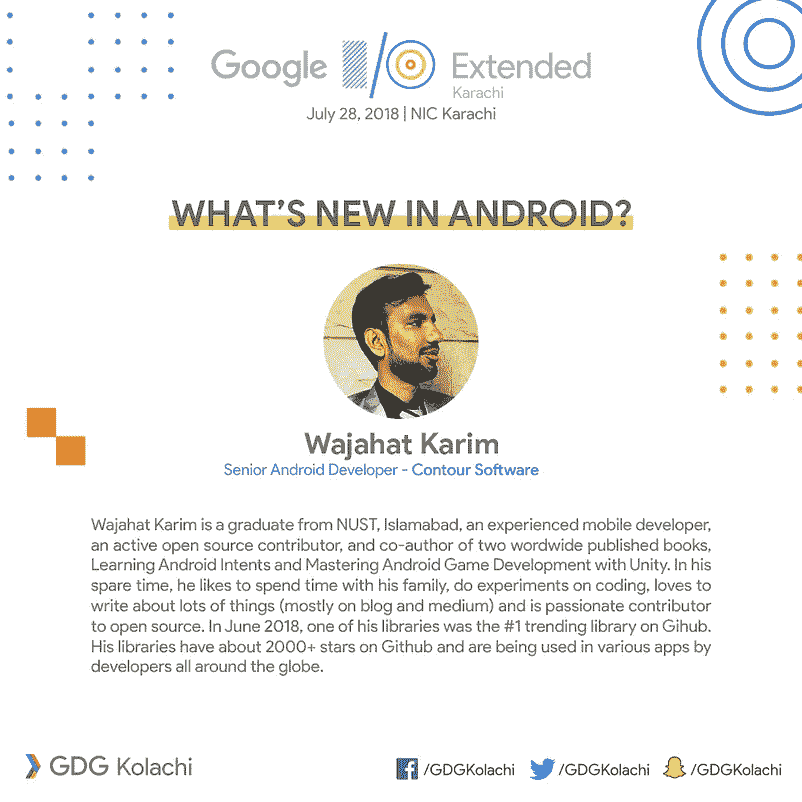 Google I/O Extended
Karachi
July 28, 2018 | NIC Karachi
WHAT'S NEW IN ANDROID?
Wajahat Karim
Senior Android Developer - Contour Software
Wajahat Karim is a graduate from NUST, Islamabad, an experienced mobile developer,
an active open source contributor, and co-author of two wordwide published books,
Learning Android Intents and Mastering Android Game Development with Unity. In his
spare time, he likes to spend time with his family, do experiments on coding, loves to
write about lots of things (mostly on blog and medium) and is passionate contributor
to open source. In June 2018, one of his libraries was the #1 trending library on Gihub.
His libraries have about 2000+ stars on Github and are being used in various apps by
developers all around the globe.
GDG Kolachi
/GDGKolachi
/GDGKolachi
/GDGKolachi